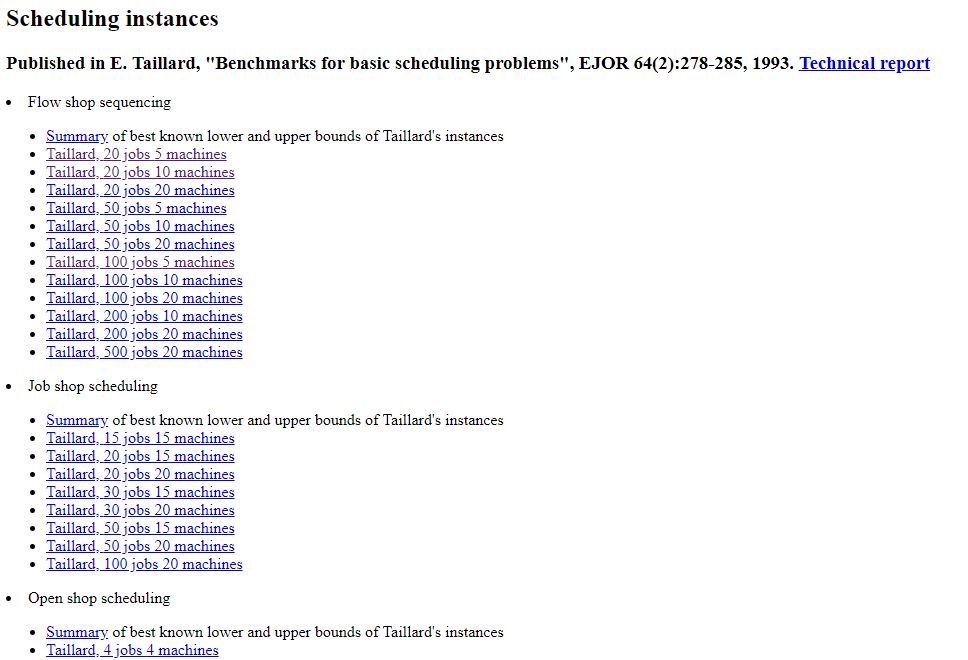 Scheduling instances
Published in E. Taillard, "Benchmarks for basic scheduling problems", EJOR 64(2):278-285, 1993. Technical report
Flow shop sequencing
Summary of best known lower and upper bounds of Taillard's instances
Taillard, 20 jobs 5 machines
Taillard, 20 jobs 10 machines
Taillard, 20 jobs 20 machines
Taillard, 50 jobs 5 machines
Taillard, 50 jobs 10 machines
Taillard, 50 jobs 20 machines
Taillard, 100 jobs 5 machines
Taillard, 100 jobs 10 machines
Taillard, 100 jobs 20 machines
Taillard, 200 jobs 10 machines
Taillard, 200 jobs 20 machines
Taillard, 500 jobs 20 machines
Job shop scheduling
Summary of best known lower and upper bounds of Taillard's instances
Taillard, 15 jobs 15 machines
Taillard, 20 jobs 15 machines
Taillard, 20 jobs 20 machines
Taillard, 30 jobs 15 machines
Taillard, 30 jobs 20 machines
Taillard, 50 jobs 15 machines
Taillard, 50 jobs 20 machines
Taillard, 100 jobs 20 machines
Open shop scheduling
Summary of best known lower and upper bounds of Taillard's instances
Taillard, 4 jobs 4 machines